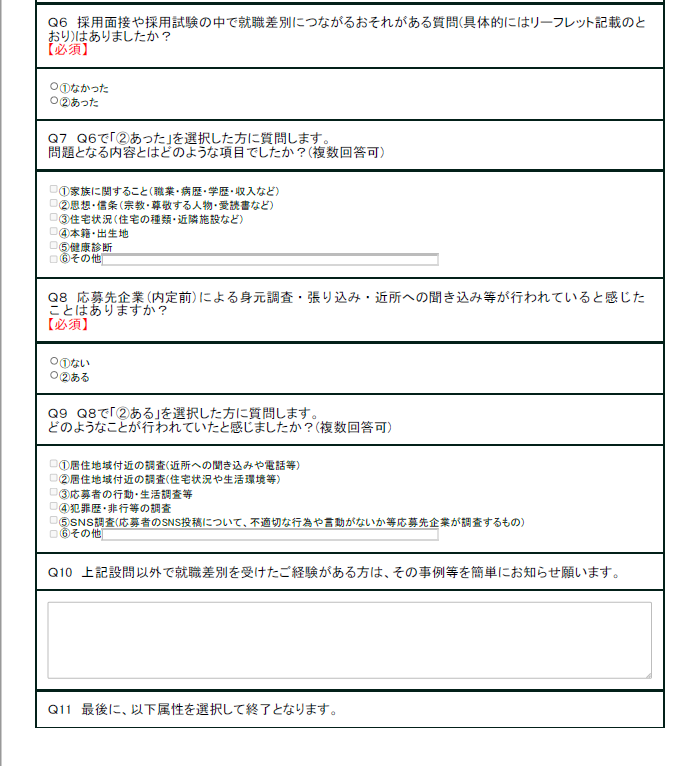 Q6　採用面接や採用試験の中で就職差別につながるおそれがある質問(具体的にはリーフレット記載のと
おり)はありましたか？
【必須】
①なかった
②あった
Q7　Q6で「②あった」を選択した方に質問します。
問題となる内容とはどのような項目でしたか？(複数回答可)
①家族に関すること(職業・病歴・学歴・収入など)
②思想・信条(宗教・尊敬する人物・愛読書など)
③住宅状況(住宅の種類・近隣施設など)
④本籍・出生地
⑤健康診断
⑥その他
Q8　応募先企業(内定前)による身元調査・張り込み・近所への聞き込み等が行われていると感じた
ことはありますか？
【必須】
①ない
②ある
Q9　Q8で「②ある」を選択した方に質問します。
どのようなことが行われていたと感じましたか？(複数回答可)
①居住地域付近の調査(近所への聞き込みや電話等)
②居住地域付近の調査(住宅状況や生活環境等)
③応募者の行動・生活調査等
④犯罪歴・非行等の調査
⑤SNS調査(応募者のSNS投稿について、不適切な行為や言動がないか等応募先企業が調査するもの)
⑥その他
Q10　上記設問以外で就職差別を受けたご経験がある方は、その事例等を簡単にお知らせ願います。
Q11　最後に、以下属性を選択して終了となります。